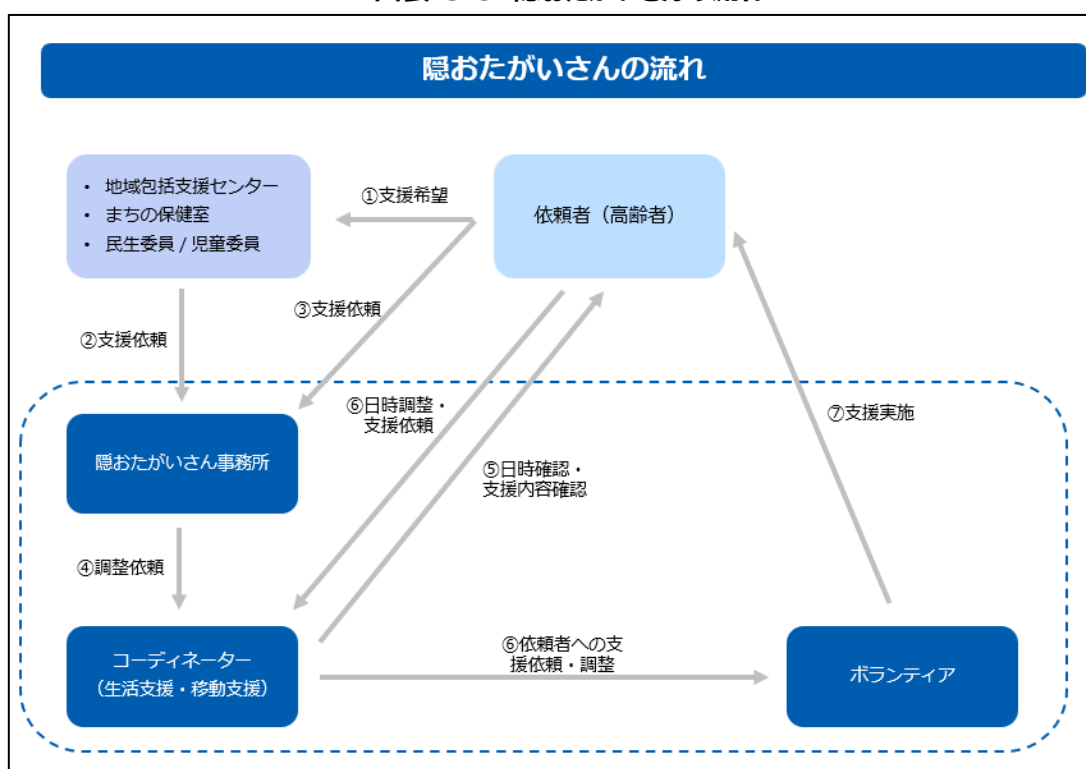 隠おたがいさんの流れ
• 地域包括支援センター
• まちの保健室
• 民生委員 / 児童委員
①支援希望
依頼者（高齢者）
②支援依頼
③支援依頼
⑥日時調整・
支援依頼
⑦支援実施
隠おたがいさん事務所
⑤日時確認・
支援内容確認
④調整依頼
コーディネーター
（生活支援・移動支援）
⑥依頼者への支
援依頼・調整
ボランティア